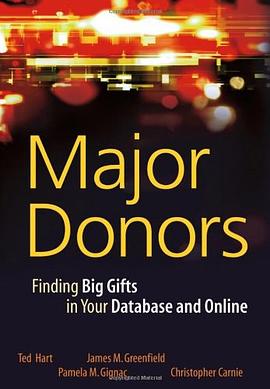 Major
Donors
Finding Big Gifts
in Your Database and Online
Ted Hart James M. Greenfield
Pamela M. Gignac Christopher Carnie